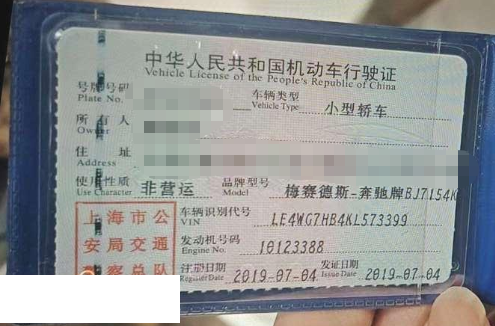 中华人民共和国机动车行驶证
Vehicle License of the People's Republic of China
号牌号码 车辆类型 小型轿车
Plate No. Vehicle Type
所有人
Owner
住址
Address
使用性质 非营运 品牌型号 梅赛德斯-奔驰牌BJ7154K
Use Character Model
上海市公 车辆识别代号 LE4WG7HB4KL573399
安局交通 VIN
察总队 发动机号码 10123388
Engine No.
注册日期 2019-07-04 发证日期 2019-07-04
Register Date Issue Date